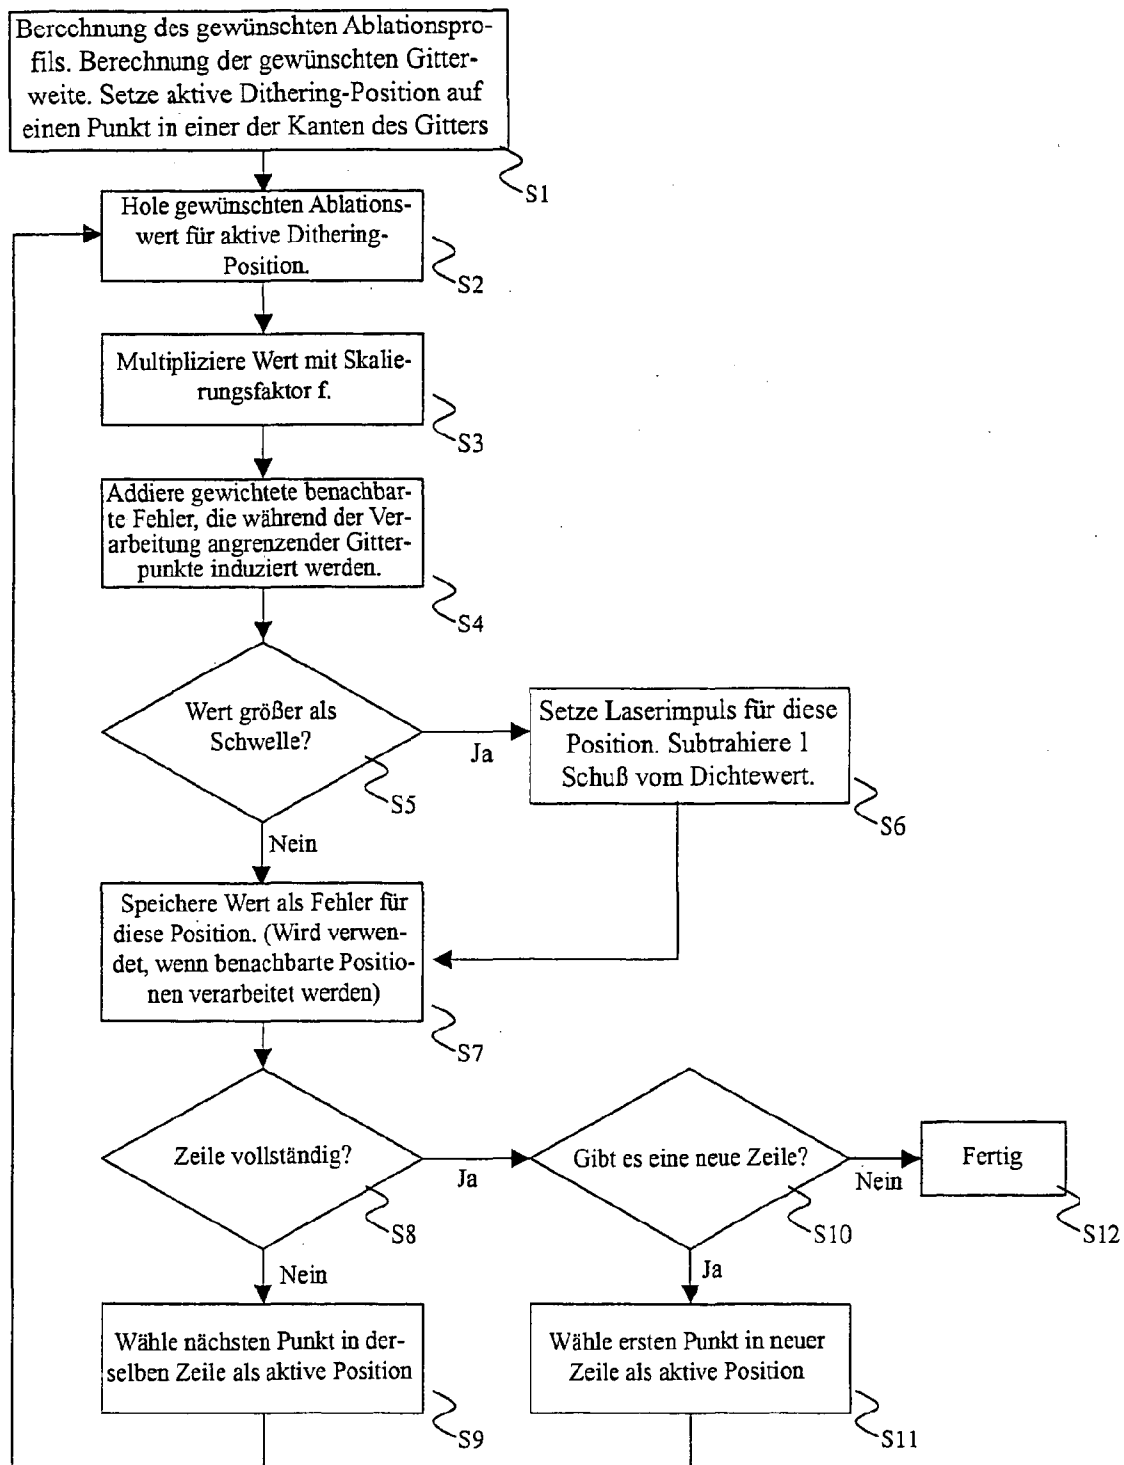 Berechnung des gewünschten Ablationspro-
fils. Berechnung der gewünschten Gitter-
weite. Setze aktive Dithering-Position auf
einen Punkt in einer der Kanten des Gitters
S1
Hole gewünschten Ablations-
wert für aktive Dithering-
Position.
S2
Multipliziere Wert mit Skalie-
rungsfaktor f.
S3
Addiere gewichtete benachbar-
te Fehler, die während der Ver-
arbeitung angrenzender Gitter-
punkte induziert werden.
S4
Wert größer als
Schwelle?
Ja
S5
Nein
Setze Laserimpuls für diese
Position. Subtrahiere 1
Schuß vom Dichtewert.
S6
Speichere Wert als Fehler für
diese Position. (Wird verwen-
det, wenn benachbarte Positio-
nen verarbeitet werden)
S7
Zeile vollständig?
Ja
S8
Nein
Gibt es eine neue Zeile?
Nein
S10
Ja
Fertig
S12
Wähle nächsten Punkt in der-
selben Zeile als aktive Position
S9
Wähle ersten Punkt in neuer
Zeile als aktive Position
S11